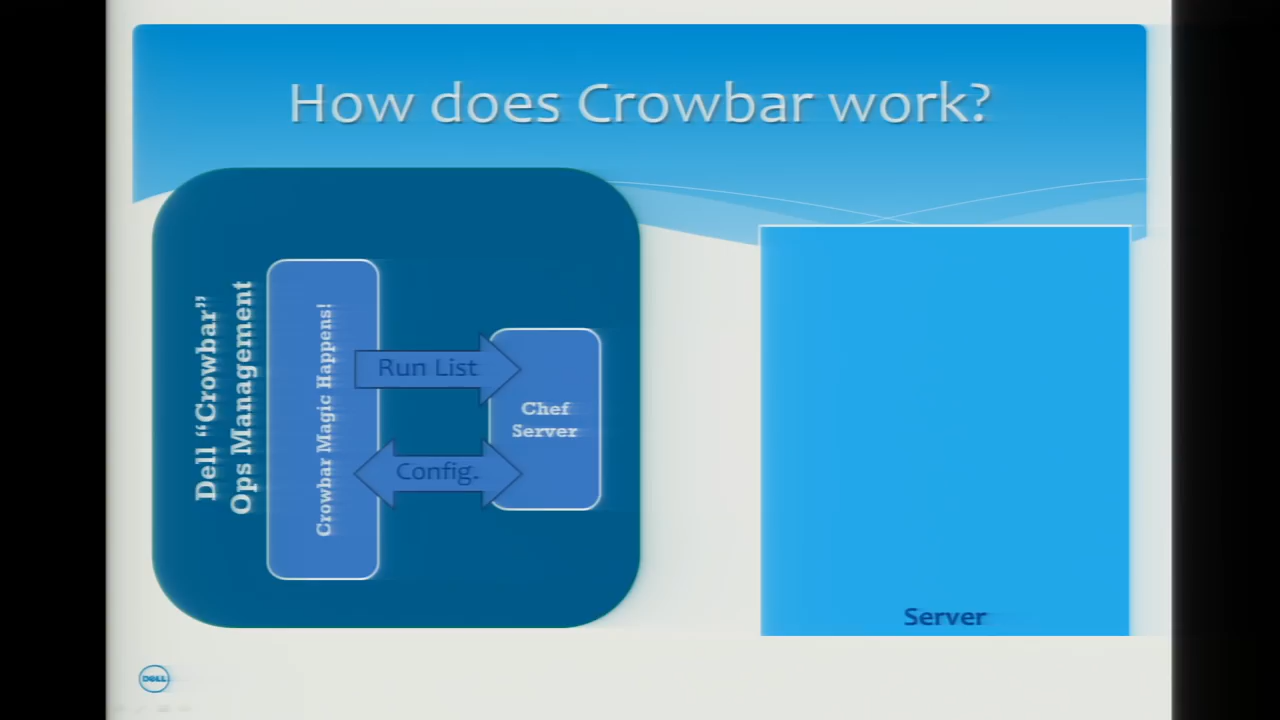 How does Crowbar work?
Dell “Crowbar”
Ops Management
Crowbar Magic Happens!
Run List
Config.
Chef
Server
Server
DELL